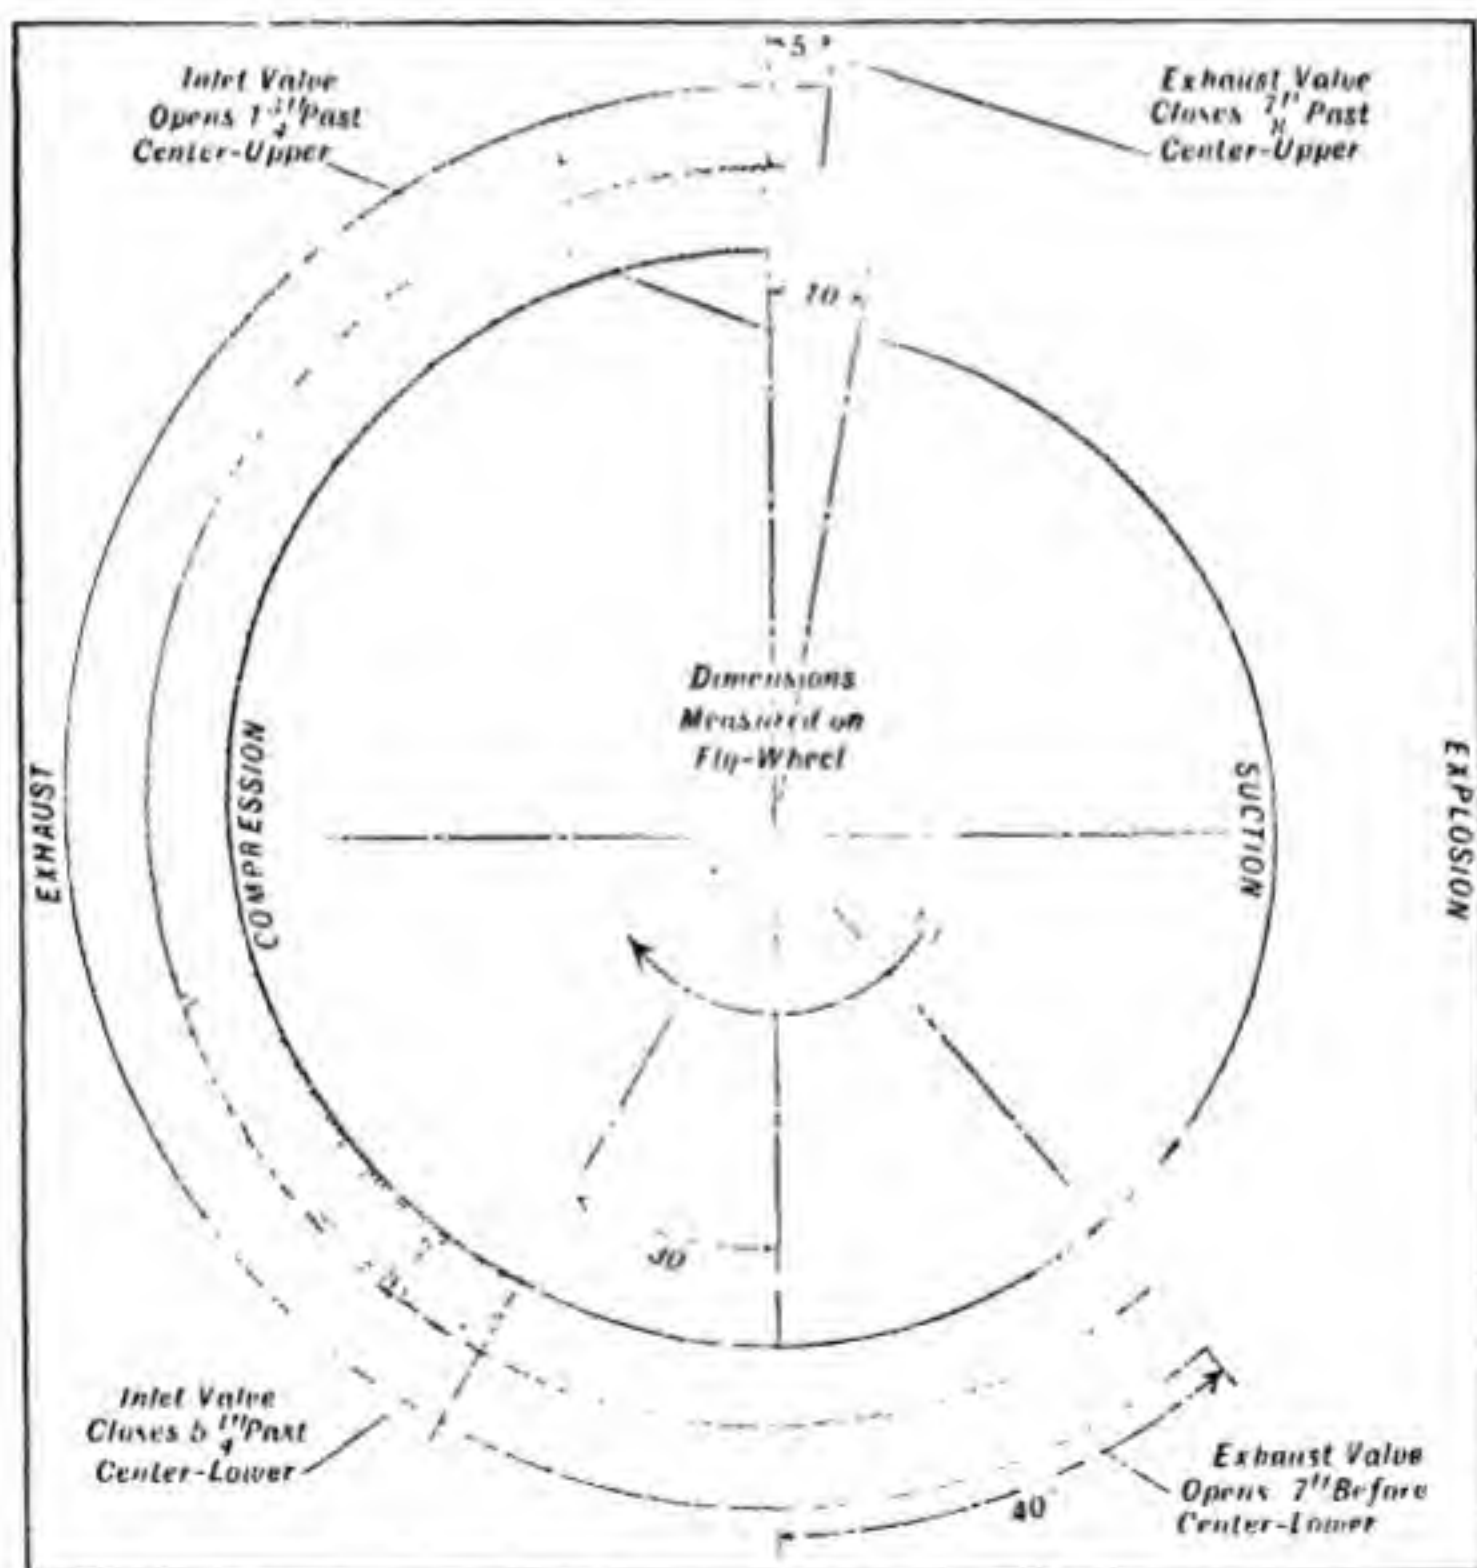 5
Inlet Valve
Opens 1 3/4" Past
Center-Upper
Exhaust Valve
Closes 7/8" Past
Center-Upper
10
Dimensions
Measured on
Fly-Wheel
EXHAUST
COMPRESSION
SUCTION
EXPLOSION
30
Inlet Valve
Closes 5 1/4" Past
Center-Lower
40
Exhaust Valve
Opens 7" Before
Center-Lower